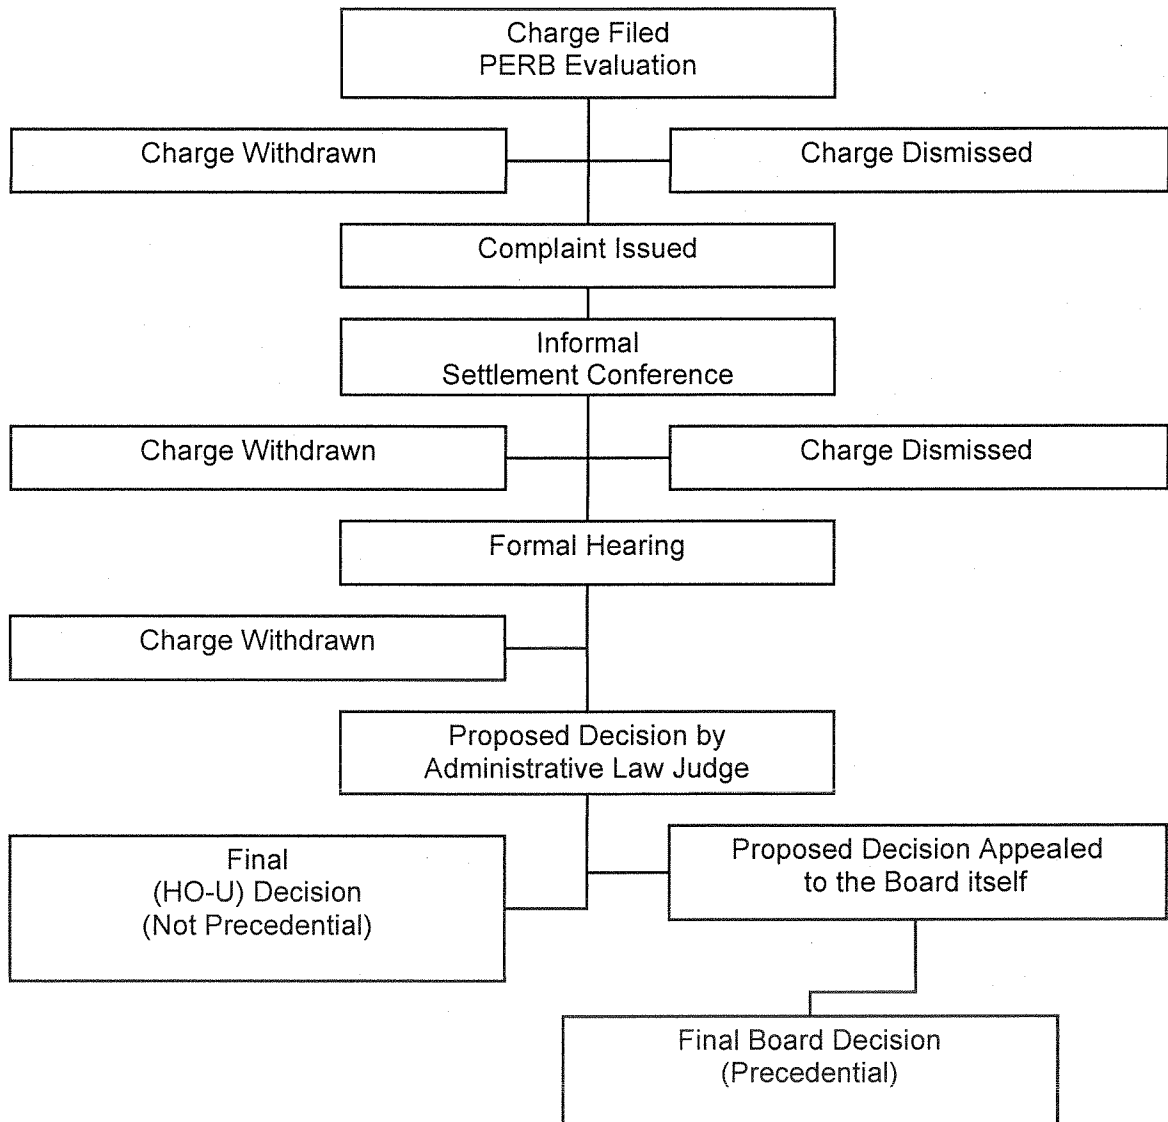 Charge Filed
PERB Evaluation
Charge Withdrawn
Charge Dismissed
Complaint Issued
Informal
Settlement Conference
Charge Withdrawn
Charge Dismissed
Formal Hearing
Charge Withdrawn
Proposed Decision by
Administrative Law Judge
Final
(HO-U) Decision
(Not Precedential)
Proposed Decision Appealed
to the Board itself
Final Board Decision
(Precedential)